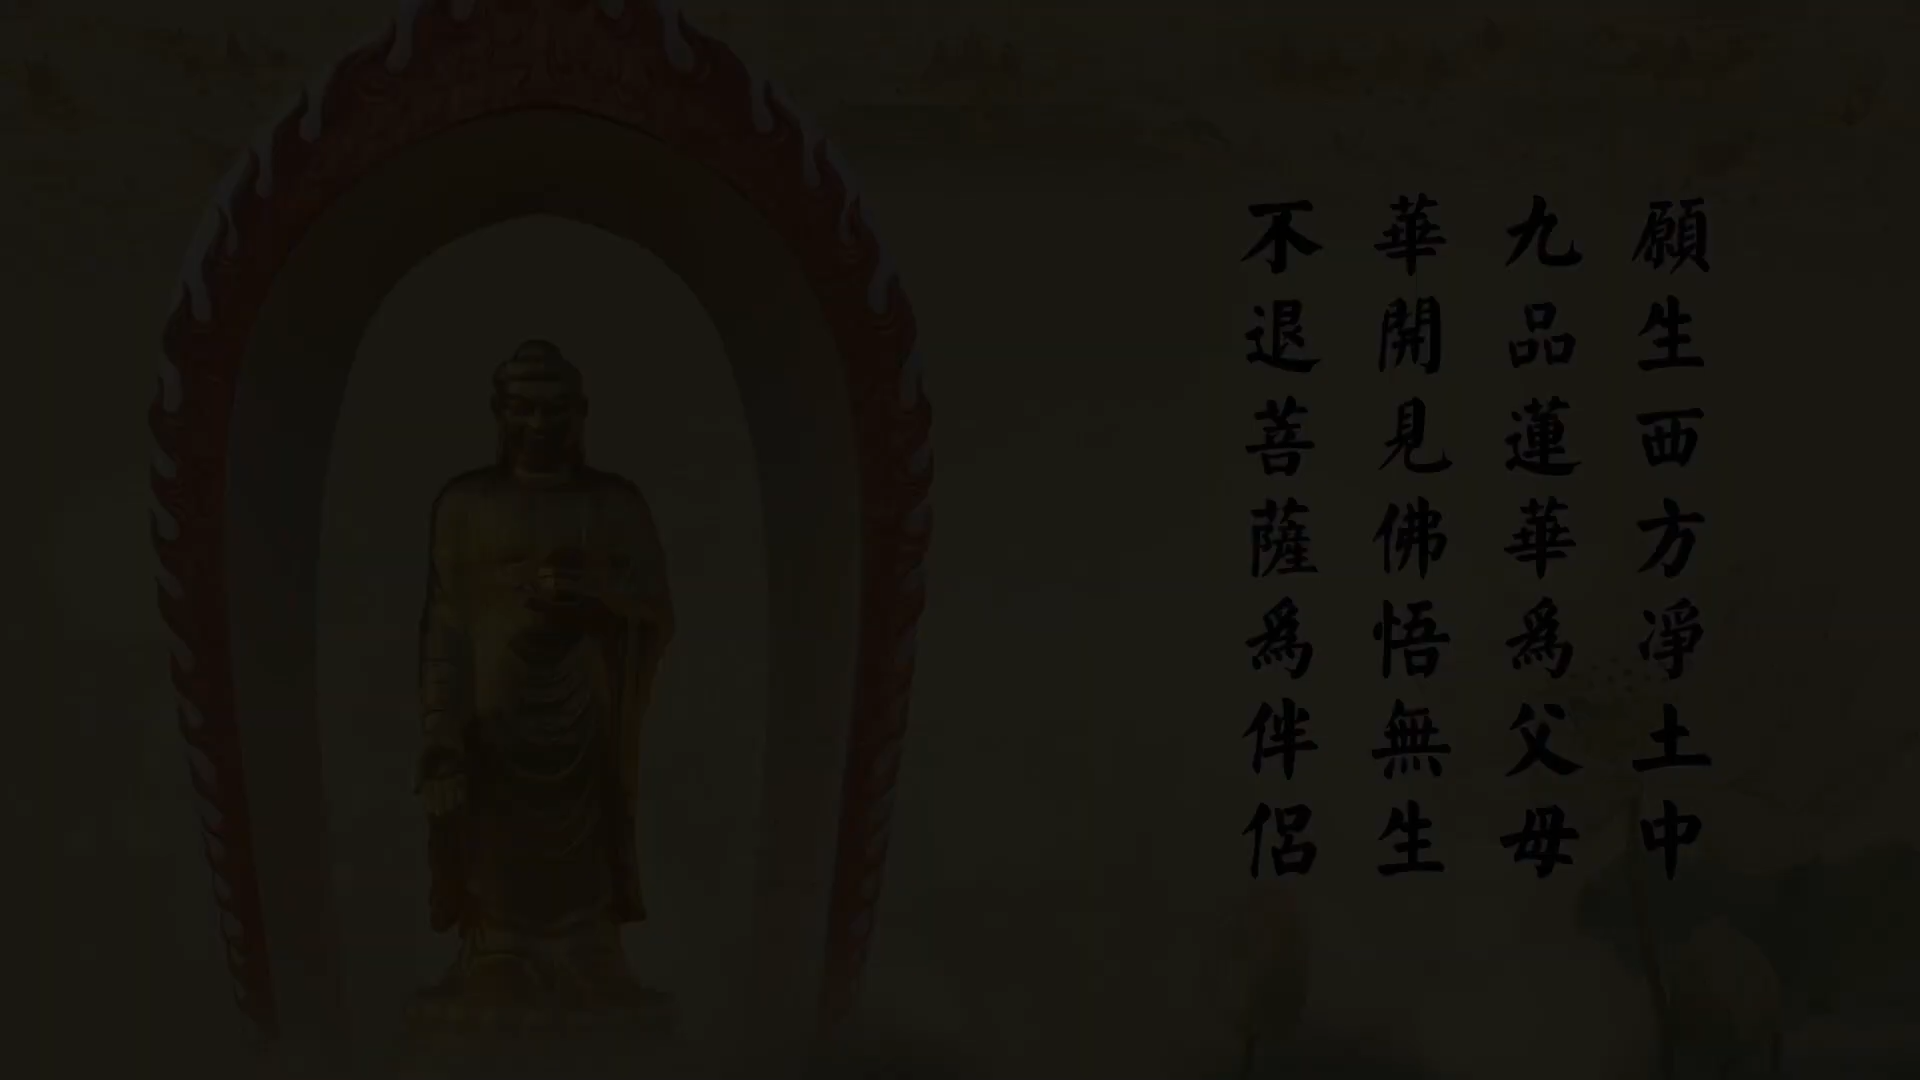 願生西方淨土中
九品蓮華爲父母
華開見佛悟無生
不退菩薩爲伴侶